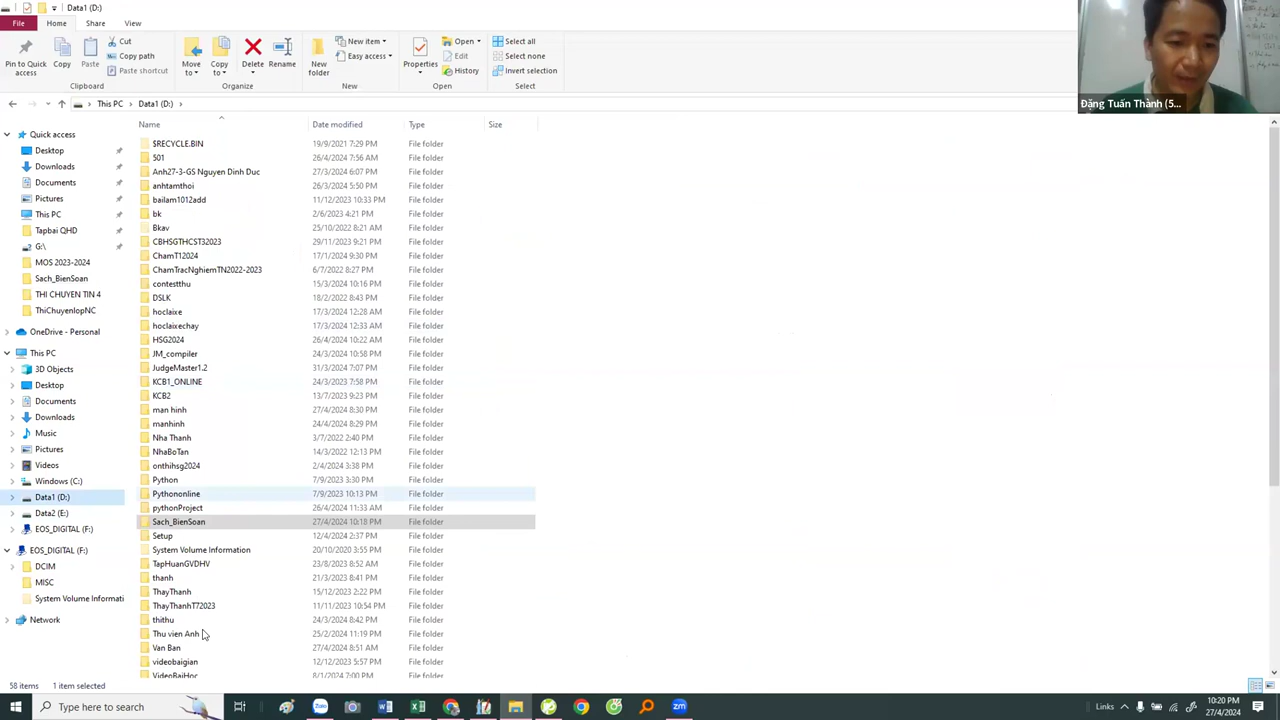 Data1 (D:)
File
Home
Share
View
Pin to Quick access
Copy
Paste
Cut
Copy path
Paste shortcut
Clipboard
Move to
Copy to
Delete
Rename
Organize
New folder
New item
Easy access
New
Properties
Open
Edit
History
Open
Select all
Select none
Invert selection
Select
Đặng Tuấn Thành (5...
This PC
Data1 (D:)
Name
Date modified
Type
Size
Quick access
Desktop
Downloads
Documents
Pictures
This PC
Tapbai QHD
G:\
MOS 2023-2024
Sach_BienSoan
THI CHUYEN TIN 4
ThiChuyenlopNC
OneDrive - Personal
This PC
3D Objects
Desktop
Documents
Downloads
Music
Pictures
Videos
Windows (C:)
Data1 (D:)
Data2 (E:)
EOS_DIGITAL (F:)
EOS_DIGITAL (F:)
DCIM
MISC
System Volume Informati
Network
$RECYCLE.BIN 19/9/2021 7:29 PM File folder
501 26/4/2024 7:56 AM File folder
Anh27-3-GS Nguyen Dinh Duc 27/3/2024 6:07 PM File folder
anhtamthoi 26/3/2024 5:50 PM File folder
bailam1012add 11/12/2023 10:33 PM File folder
bk 2/6/2023 4:21 PM File folder
Bkav 25/10/2022 8:21 AM File folder
CBHSGTHCST32023 29/11/2023 9:21 PM File folder
ChamT12024 17/1/2024 9:30 PM File folder
ChamTracNghiemTN2022-2023 6/7/2022 8:27 PM File folder
contestthu 15/3/2024 10:16 PM File folder
DSLK 18/2/2022 8:43 PM File folder
hoclaixe 17/3/2024 12:28 AM File folder
hoclaixechay 17/3/2024 12:33 AM File folder
HSG2024 26/4/2024 10:22 AM File folder
JM_compiler 24/3/2024 10:58 PM File folder
JudgeMaster1.2 31/3/2024 7:07 PM File folder
KCB1_ONLINE 24/3/2023 7:58 PM File folder
KCB2 13/7/2023 9:23 PM File folder
man hinh 27/4/2024 8:30 PM File folder
manhinh 24/4/2024 8:29 PM File folder
Nha Thanh 3/7/2022 2:40 PM File folder
NhaBoTan 14/3/2022 12:13 PM File folder
onthihsg2024 2/4/2024 3:38 PM File folder
Python 7/9/2023 3:30 PM File folder
Pythononline 7/9/2023 10:13 PM File folder
pythonProject 26/4/2024 11:33 AM File folder
Sach_BienSoan 27/4/2024 10:18 PM File folder
Setup 12/4/2024 2:37 PM File folder
System Volume Information 20/10/2020 3:55 PM File folder
TapHuanGVDHV 23/8/2023 8:52 AM File folder
thanh 21/3/2023 8:41 PM File folder
ThayThanh 15/12/2023 2:22 PM File folder
ThayThanhT72023 11/11/2023 10:54 PM File folder
thithu 24/3/2024 8:42 PM File folder
Thu vien Anh 25/2/2024 11:19 PM File folder
Van Ban 27/4/2024 8:51 AM File folder
videobaigian 12/12/2023 5:57 PM File folder
VideoBaiHoc 8/1/2024 7:00 PM File folder
58 items
1 item selected
Type here to search
Zalo
zm
Links
10:20 PM
27/4/2024